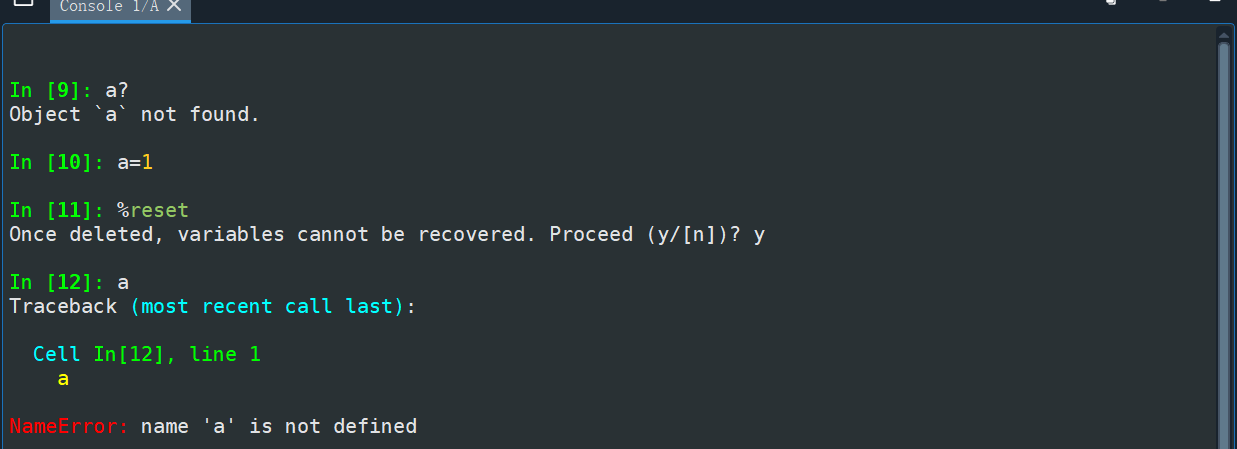 Console 1/A
In [9]: a?
Object `a` not found.
In [10]: a=1
In [11]: %reset
Once deleted, variables cannot be recovered. Proceed (y/[n])? y
In [12]: a
Traceback (most recent call last):
Cell In[12], line 1
a
NameError: name 'a' is not defined